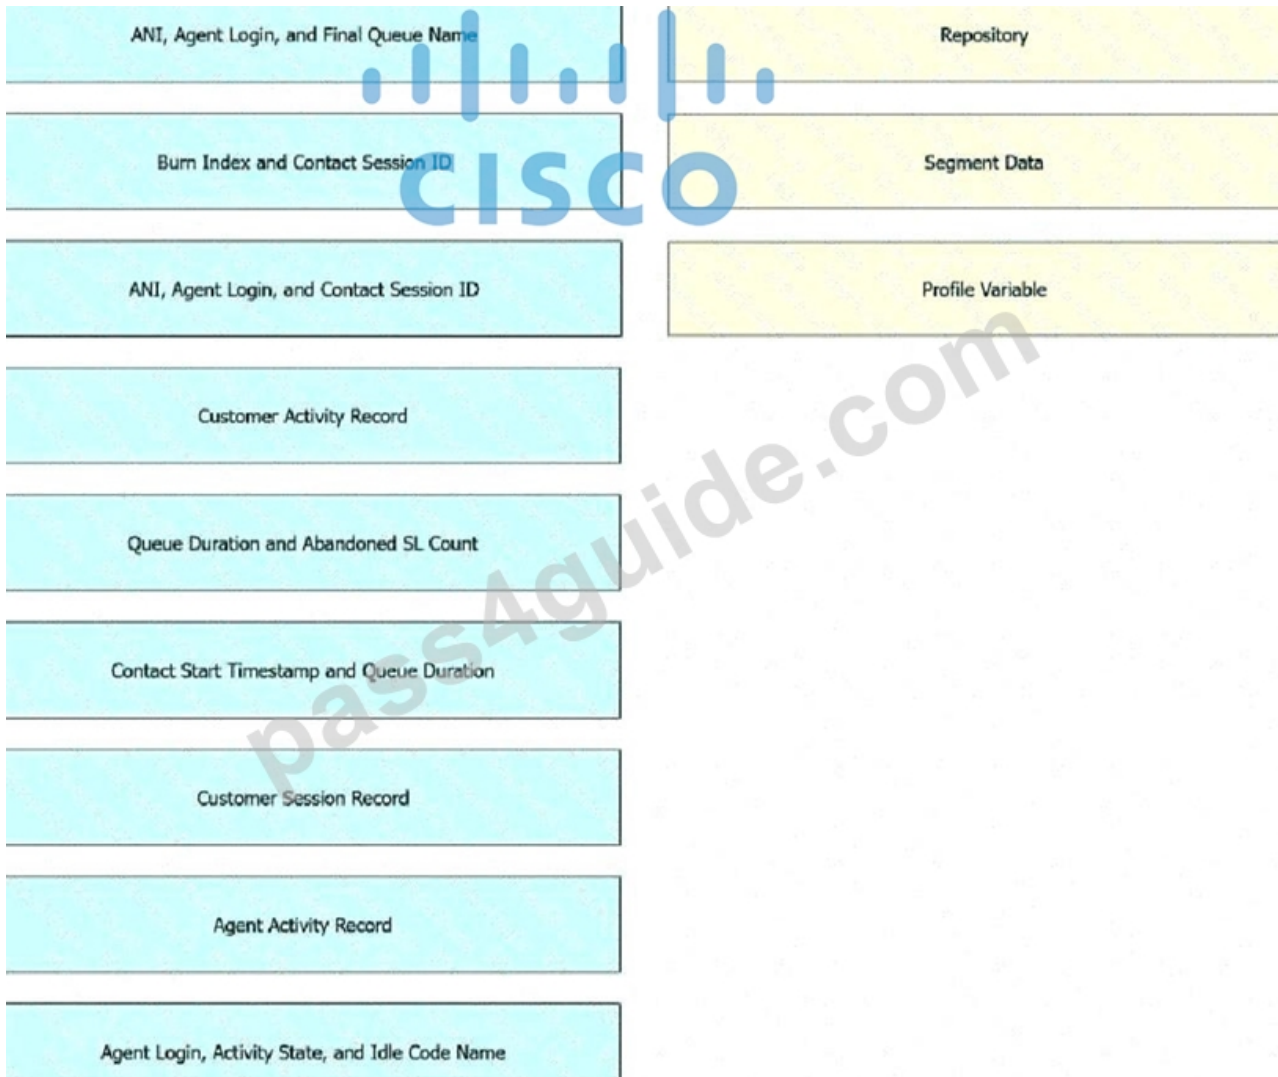 ANI, Agent Login, and Final Queue Name
Repository
Burn Index and Contact Session ID
Segment Data
CISCO
ANI, Agent Login, and Contact Session ID
Profile Variable
Customer Activity Record
Queue Duration and Abandoned SL Count
Contact Start Timestamp and Queue Duration
Customer Session Record
Agent Activity Record
Agent Login, Activity State, and Idle Code Name
pass4guide.com